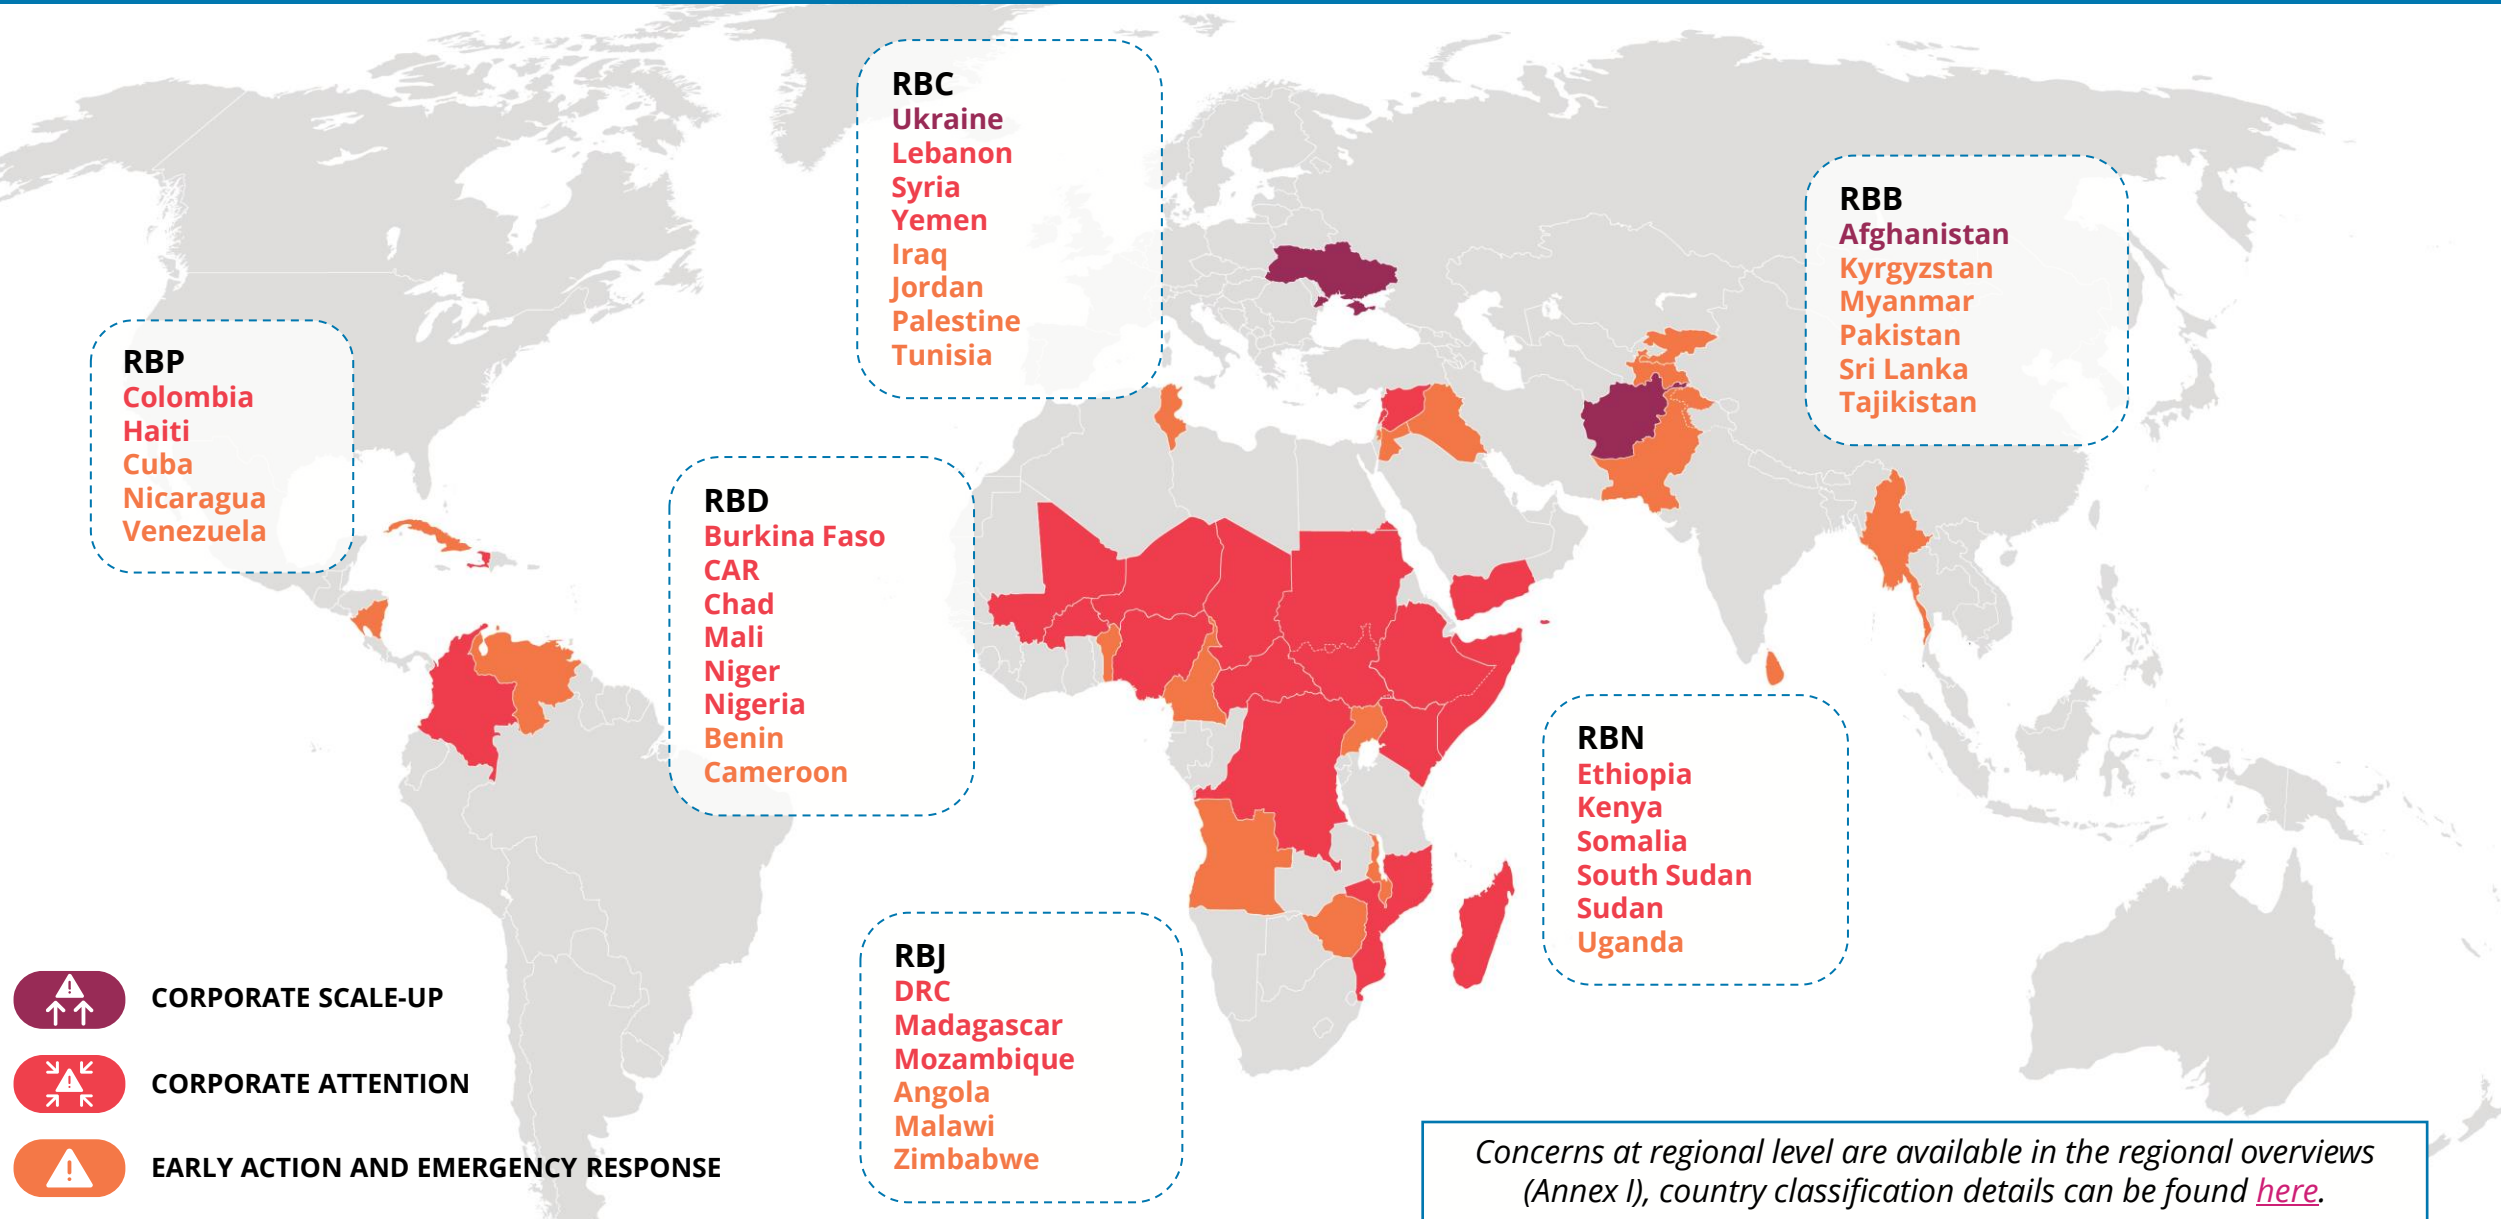 RBC
Ukraine
Lebanon
Syria
Yemen
Iraq
Jordan
Palestine
Tunisia
RBB
Afghanistan
Kyrgyzstan
Myanmar
Pakistan
Sri Lanka
Tajikistan
RBP
Colombia
Haiti
Cuba
Nicaragua
Venezuela
RBD
Burkina Faso
CAR
Chad
Mali
Niger
Nigeria
Benin
Cameroon
RBN
Ethiopia
Kenya
Somalia
South Sudan
Sudan
Uganda
RBJ
DRC
Madagascar
Mozambique
Angola
Malawi
Zimbabwe
CORPORATE SCALE-UP
CORPORATE ATTENTION
EARLY ACTION AND EMERGENCY RESPONSE
Concerns at regional level are available in the regional overviews
(Annex I), country classification details can be found here.